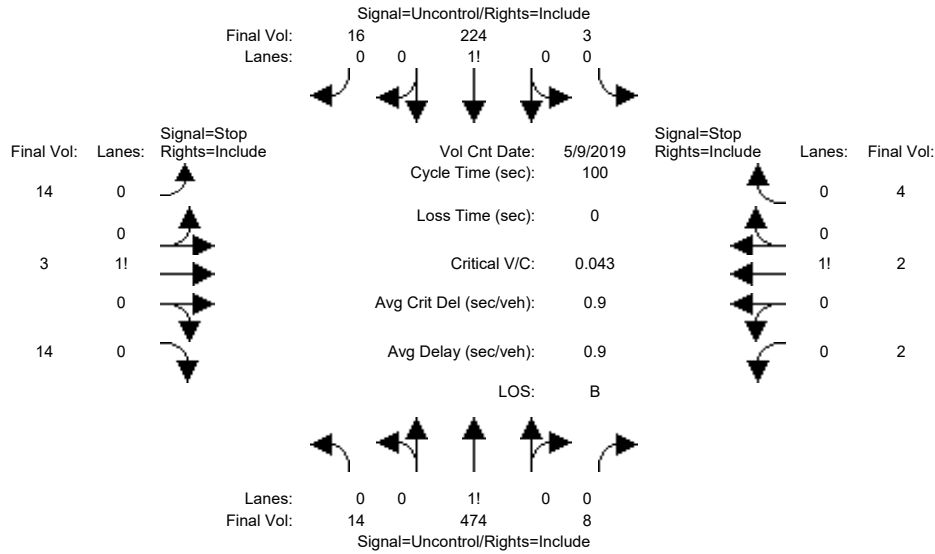 Signal=Uncontrol/Rights=Include
Final Vol: 16 224 3
Lanes: 0 0 1! 0 0
Signal=Stop
Final Vol: Lanes: Rights=Include
Vol Cnt Date: 5/9/2019
Signal=Stop
Rights=Include Lanes: Final Vol:
Cycle Time (sec): 100
14 0
0 4
Loss Time (sec): 0
0
0
3 1!
Critical V/C: 0.043
1! 2
0
Avg Crit Del (sec/veh): 0.9
0
14 0
Avg Delay (sec/veh): 0.9
0 2
LOS: B
Lanes: 0 0 1! 0 0
Final Vol: 14 474 8
Signal=Uncontrol/Rights=Include